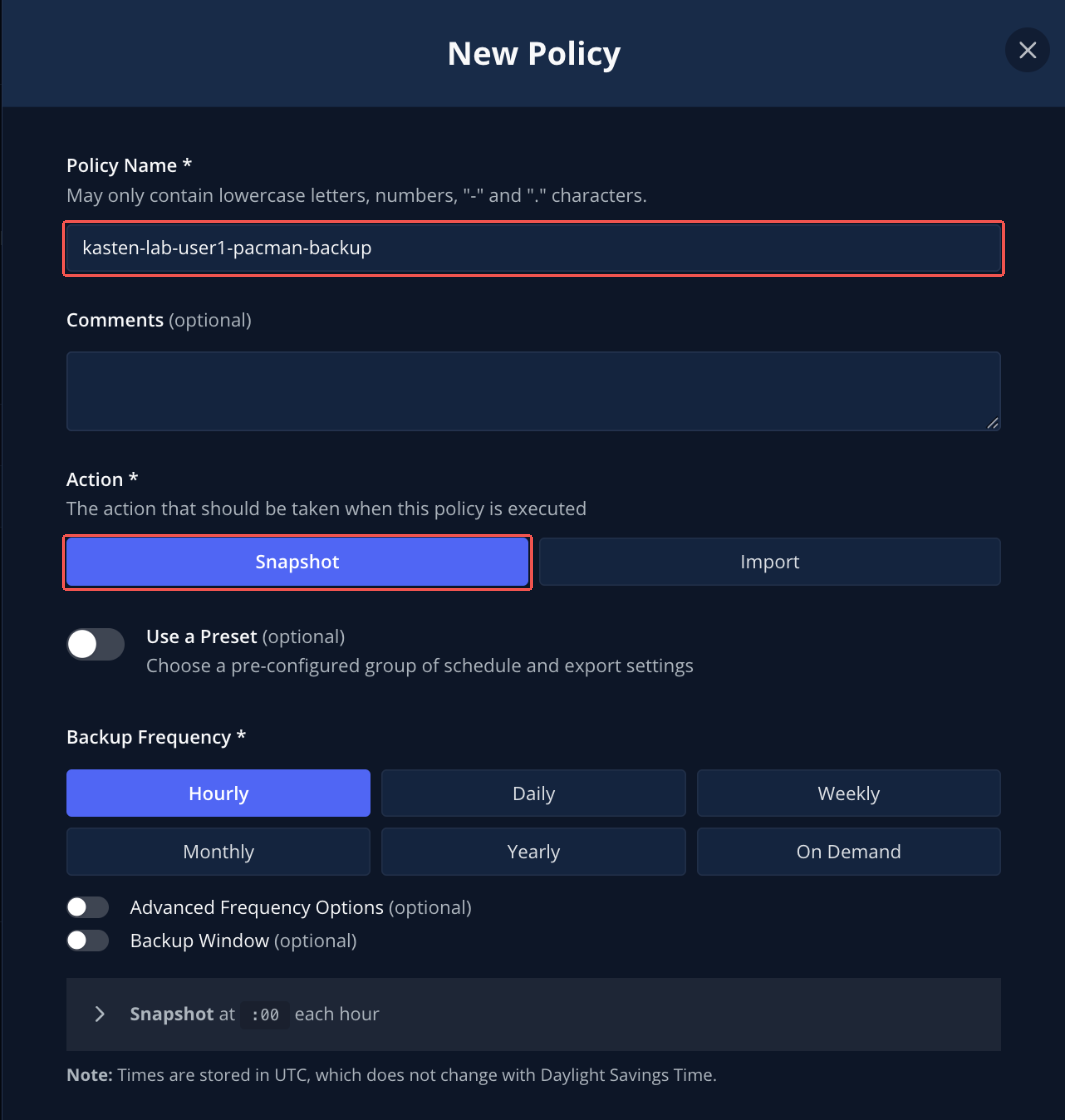 New Policy
Policy Name *
May only contain lowercase letters, numbers, "-" and "." characters.
kasten-lab-user1-pacman-backup
Comments (optional)
Action *
The action that should be taken when this policy is executed
Snapshot Import
Use a Preset (optional)
Choose a pre-configured group of schedule and export settings
Backup Frequency *
Hourly Daily Weekly
Monthly Yearly On Demand
Advanced Frequency Options (optional)
Backup Window (optional)
Snapshot at :00 each hour
Note: Times are stored in UTC, which does not change with Daylight Savings Time.